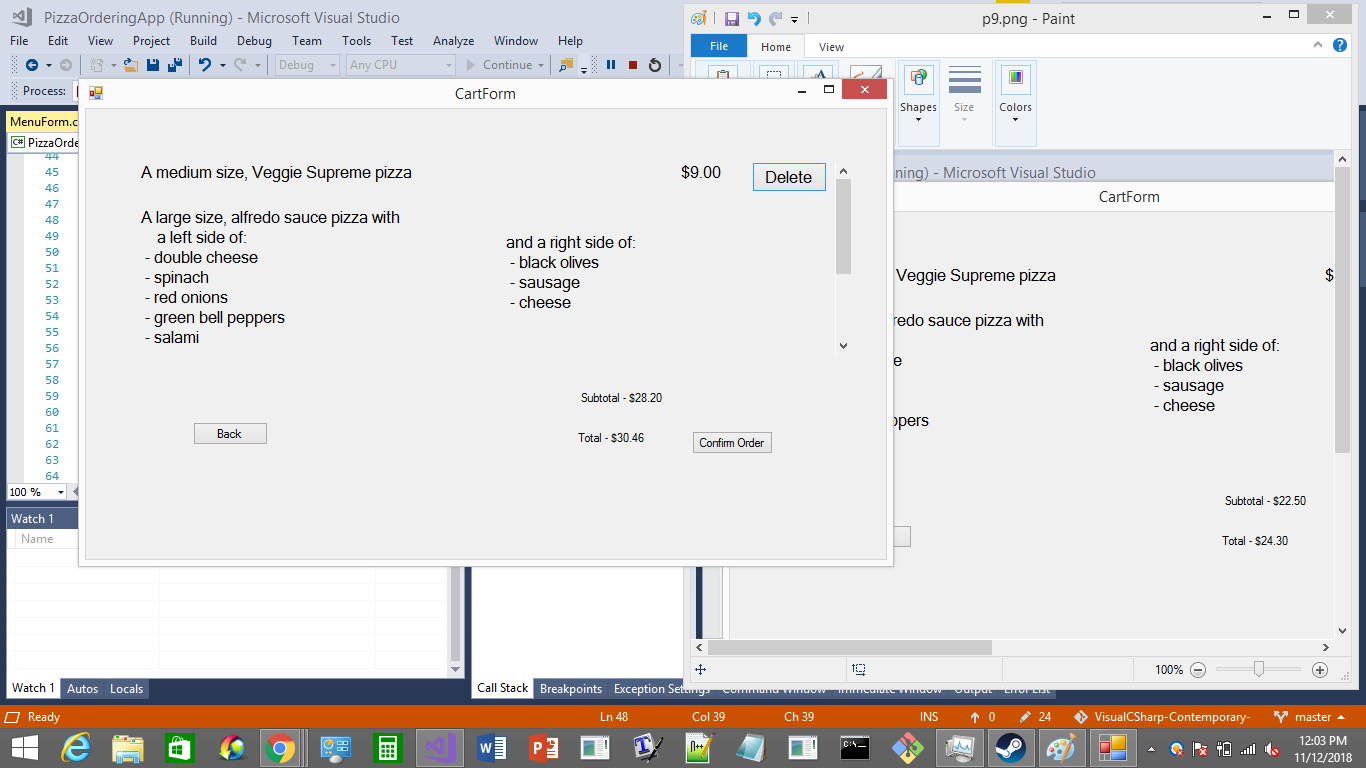 PizzaOrderingApp (Running) - Microsoft Visual Studio
File Edit View Project Build Debug Team Tools Test Analyze Window Help
Debug Any CPU Continue
Process:
MenuForm.c
C# PizzaOrde
44
45
46
47
48
49
50
51
52
53
54
55
56
57
58
59
60
61
62
63
64
100 %
Watch 1
Name
Watch 1 Autos Locals
CartForm
A medium size, Veggie Supreme pizza $9.00 Delete
A large size, alfredo sauce pizza with
a left side of:
- double cheese
- spinach
- red onions
- green bell peppers
- salami
and a right side of:
- black olives
- sausage
- cheese
Subtotal - $28.20
Back
Total - $30.46
Confirm Order
p9.png - Paint
File Home View
Shapes Size Colors
nning) - Microsoft Visual Studio
CartForm
Veggie Supreme pizza $
redo sauce pizza with
and a right side of:
e
- black olives
- sausage
- cheese
ppers
Subtotal - $22.50
Total - $24.30
100%
Call Stack Breakpoints Exception Settings Command Window Immediate Window Output Error List
Ready Ln 48 Col 39 Ch 39 INS 0 24 VisualCSharp-Contemporary- master
12:03 PM
11/12/2018